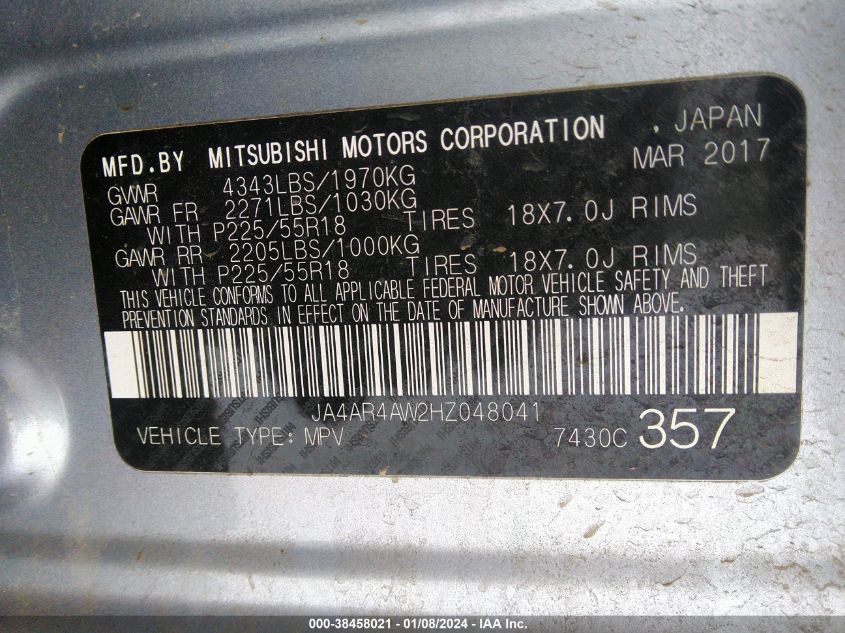 MFD.BY MITSUBISHI MOTORS CORPORATION , JAPAN
MAR 2017
GVWR 4343LBS/1970KG
GAWR FR 2271LBS/1030KG
WITH P225/55R18 TIRES 18X7.0J RIMS
GAWR RR 2205LBS/1000KG
WITH P225/55R18 TIRES 18X7.0J RIMS
THIS VEHICLE CONFORMS TO ALL APPLICABLE FEDERAL MOTOR VEHICLE SAFETY AND THEFT
PREVENTION STANDARDS IN EFFECT ON THE DATE OF MANUFACTURE SHOWN ABOVE.
JA4AR4AW2HZ048041
VEHICLE TYPE: MPV 7430C 357
000-38458021 - 01/08/2024 - IAA Inc.